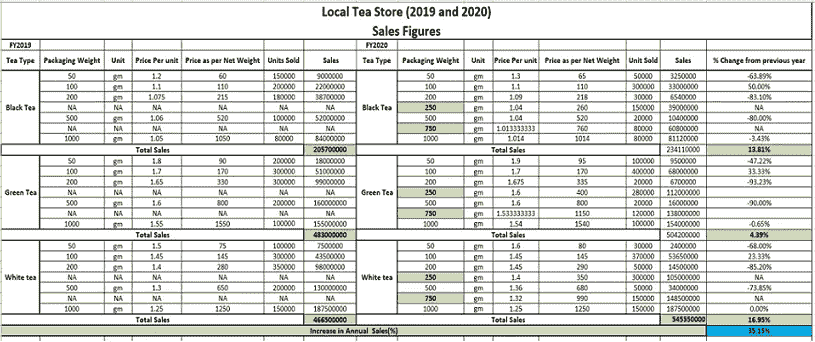 Local Tea Store (2019 and 2020)
Sales Figures
FY2019 FY2020
Tea Type Packaging Weight Unit Price Per unit Price as per Net Weight Units Sold Sales Tea Type Packaging Weight Unit Price Per unit Price as per Net Weight Unit Sold Sales % Change from previous year
50 gm 1.2 60 150000 9000000 50 gm 1.3 65 50000 3250000 -63.89%
100 gm 1.1 110 200000 22000000 100 gm 1.1 110 300000 33000000 50.00%
200 gm 1.075 215 180000 38700000 200 gm 1.09 218 30000 6540000 -83.10%
Black Tea NA NA NA NA NA NA Black Tea 250 gm 1.04 260 150000 39000000 NA
500 gm 1.06 520 100000 52000000 500 gm 1.04 520 20000 10400000 -80.00%
NA NA NA NA NA NA 750 gm 1.013333333 760 80000 60800000 NA
1000 gm 1.05 1050 80000 84000000 1000 gm 1.014 1014 80000 81120000 -3.43%
Total Sales 205700000 Total Sales 234110000 13.81%
50 gm 1.8 90 200000 18000000 50 gm 1.9 95 100000 9500000 -47.22%
100 gm 1.7 170 300000 51000000 100 gm 1.7 170 400000 68000000 33.33%
200 gm 1.65 330 300000 99000000 200 gm 1.675 335 20000 6700000 -93.23%
Green Tea NA NA NA NA NA NA Green Tea 250 gm 1.6 400 280000 112000000
500 gm 1.6 800 200000 160000000 500 gm 1.6 800 20000 16000000 -90.00%
NA NA NA NA NA NA 750 gm 1.533333333 1150 120000 138000000
1000 gm 1.55 1550 100000 155000000 1000 gm 1.54 1540 100000 154000000 -0.65%
Total Sales 483000000 Total Sales 504200000 4.39%
50 gm 1.5 75 100000 7500000 50 gm 1.6 80 30000 2400000 -68.00%
100 gm 1.45 145 300000 43500000 100 gm 1.45 145 370000 53650000 23.33%
200 gm 1.4 280 350000 98000000 200 gm 1.45 290 50000 14500000 -85.20%
White tea NA NA NA NA NA NA White tea 250 gm 1.4 350 300000 105000000 NA
500 gm 1.3 650 200000 130000000 500 gm 1.36 680 50000 34000000 -73.85%
NA NA NA NA NA NA 750 gm 1.32 990 150000 148500000 NA
1000 gm 1.25 1250 150000 187500000 1000 gm 1.25 1250 150000 187500000 0.00%
Total Sales 466500000 Total Sales 545550000 16.95%
Increase in Annual Sales(%) 35.15%